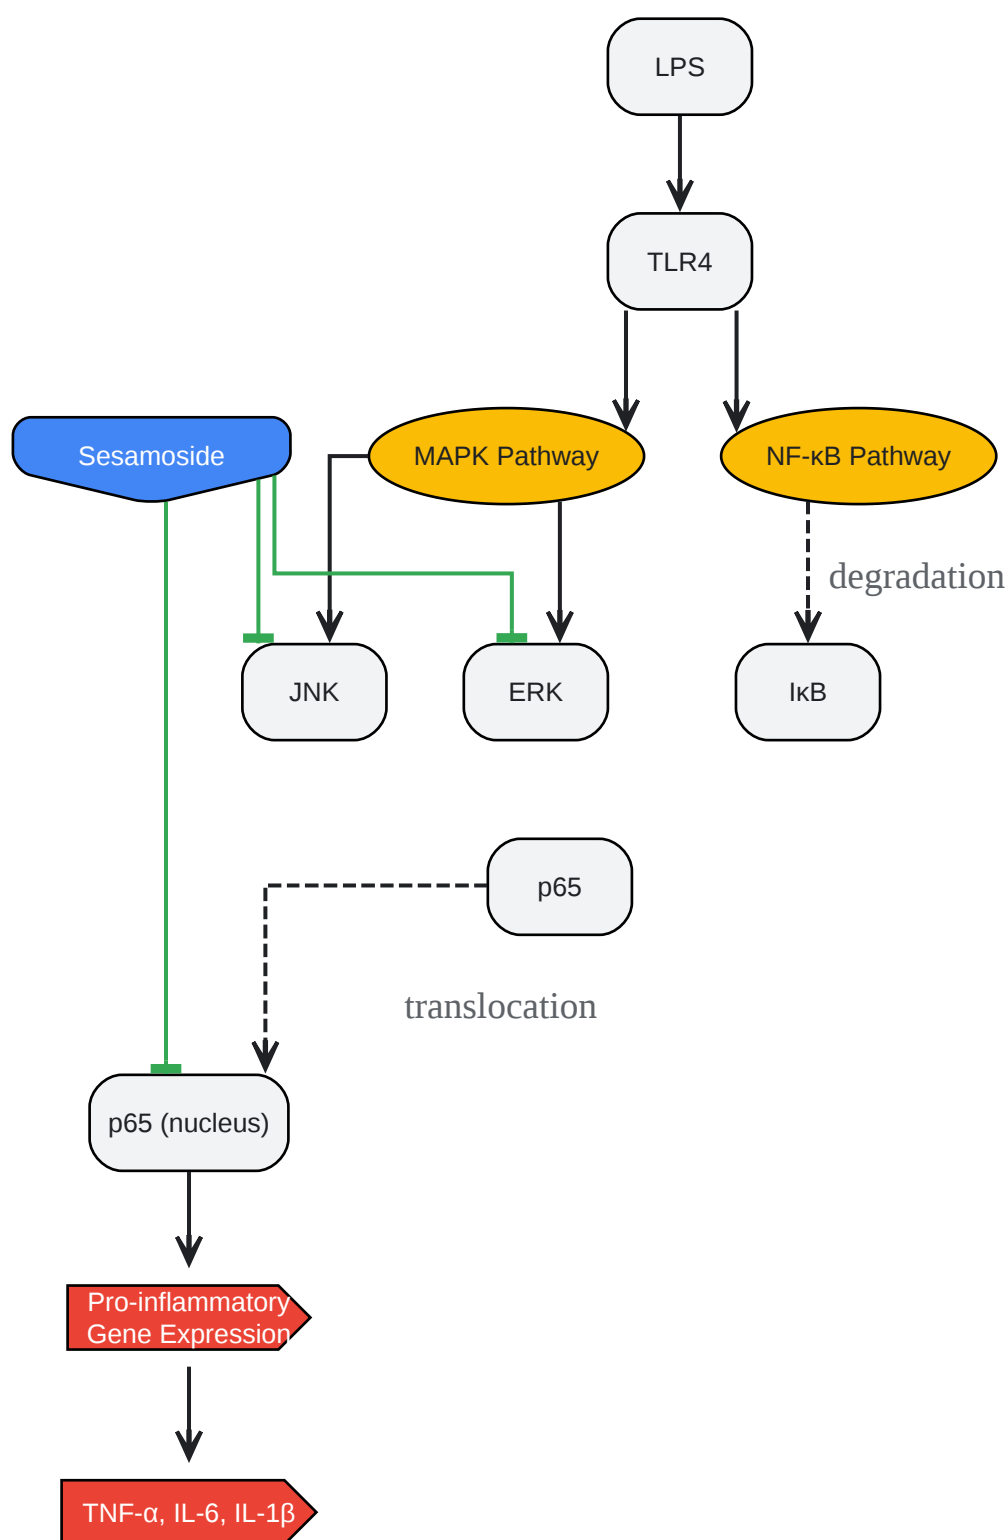 LPS
TLR4
Sesamoside
MAPK Pathway
NF-κB Pathway
degradation
JNK
ERK
IκB
p65
translocation
p65 (nucleus)
Pro-inflammatory
Gene Expression
TNF-α, IL-6, IL-1β